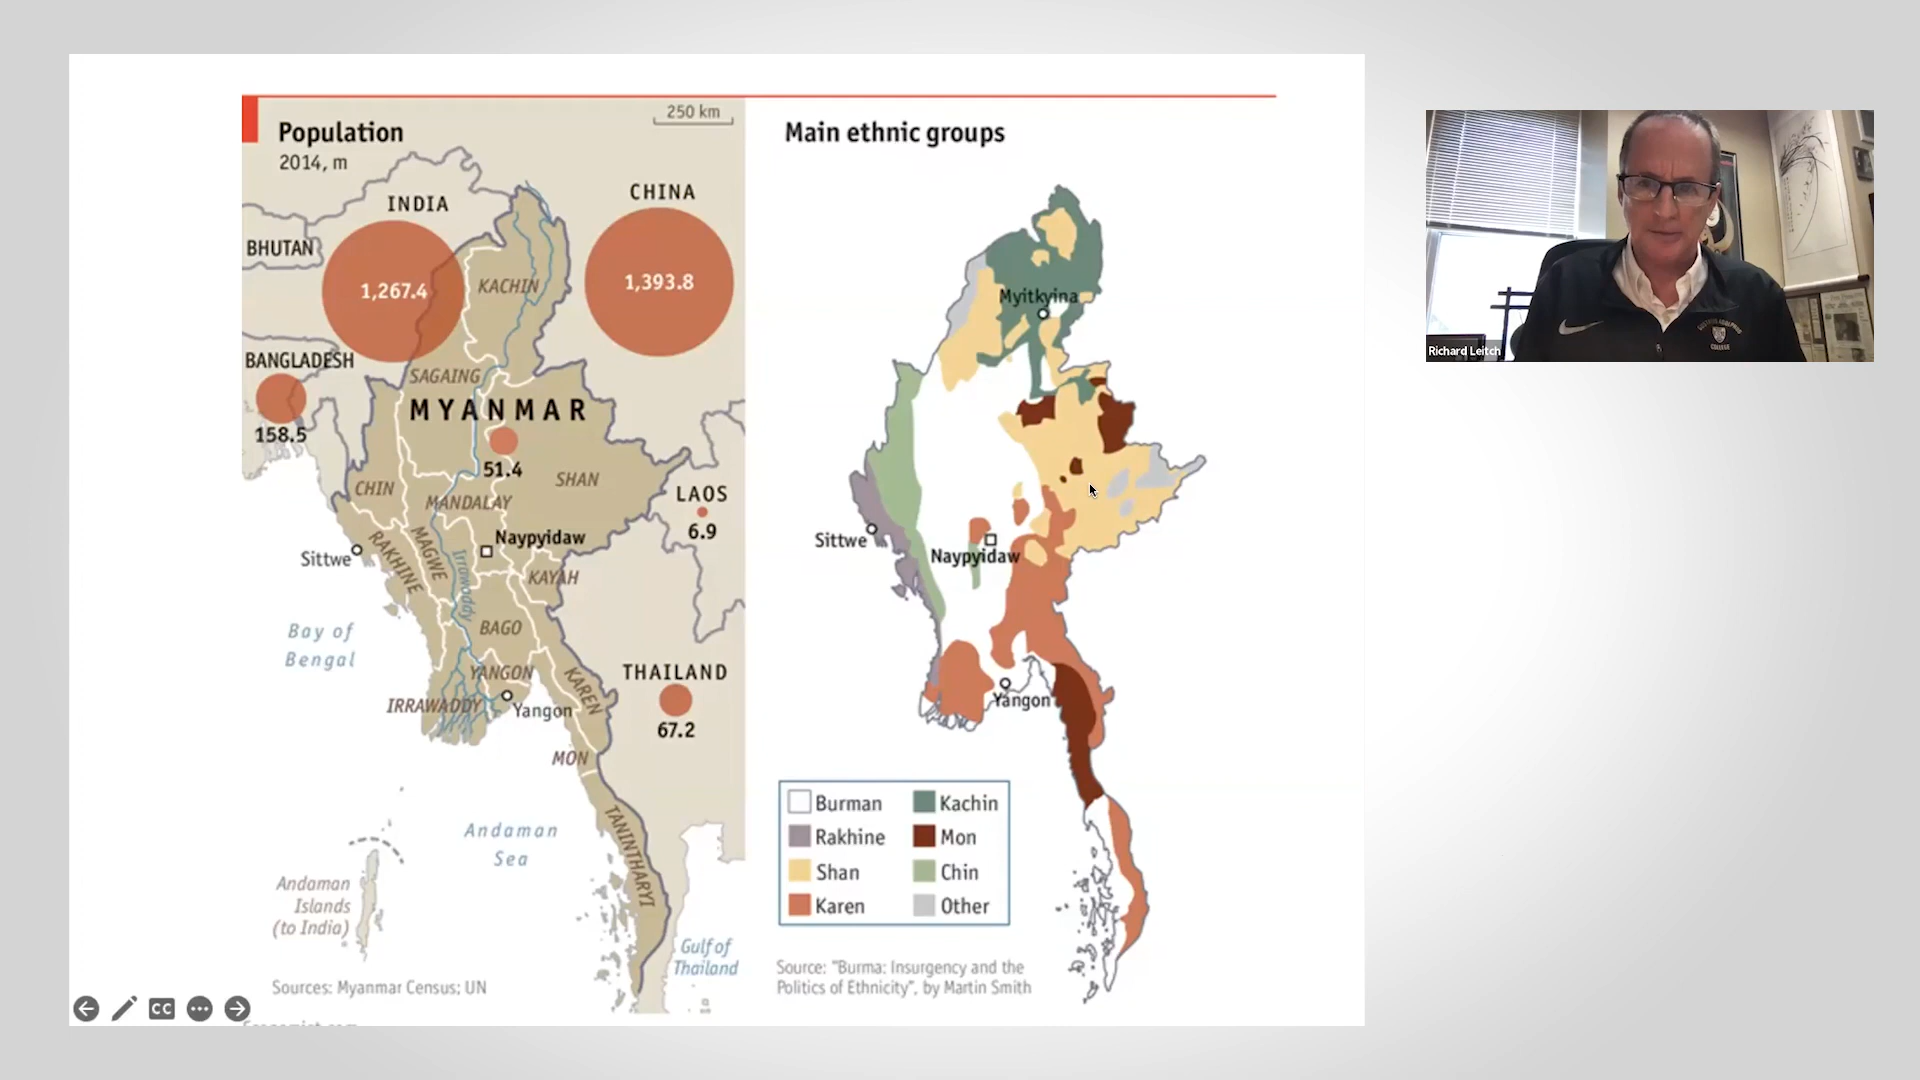 Population
2014, m
250 km
INDIA
CHINA
BHUTAN
1,267.4
1,393.8
KACHIN
BANGLADESH
158.5
SAGAING
MYANMAR
51.4
CHIN
MANDALAY
SHAN
LAOS
6.9
Naypyidaw
Sittwe
RAKHINE
MAGWE
Irrawaddy
KAYAH
Bay of
Bengal
BAGO
YANGON
KAREN
THAILAND
67.2
IRRAWADDY
Yangon
MON
TANINTHARYI
Andaman
Sea
Andaman
Islands
(to India)
Gulf of
Thailand
Sources: Myanmar Census; UN
Economist.com
Main ethnic groups
Myitkyina
Sittwe
Naypyidaw
Yangon
Burman
Kachin
Rakhine
Mon
Shan
Chin
Karen
Other
Source: "Burma: Insurgency and the
Politics of Ethnicity", by Martin Smith
CC
Richard Leitch
COLLEGE